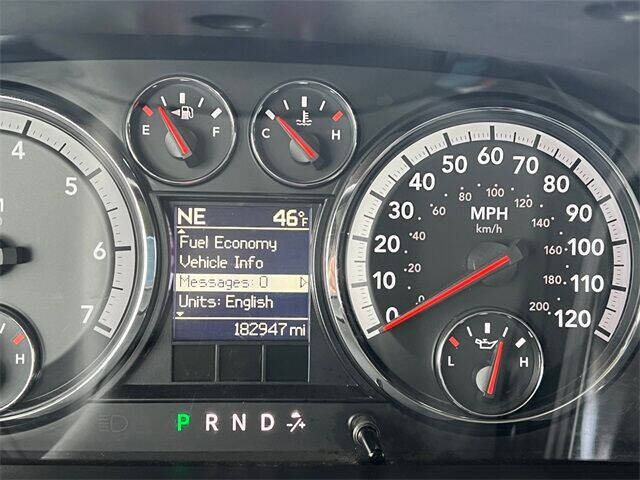 4
5
6
7
H
E
F
C
H
NE 46°F
Fuel Economy
Vehicle Info
Messages: 0
Units: English
182947 mi
0
10
20
30
40
50
60
70
80
90
100
110
120
MPH
km/h
0
20
40
60
80
100
120
140
160
180
200
L
H
P R N D -/+